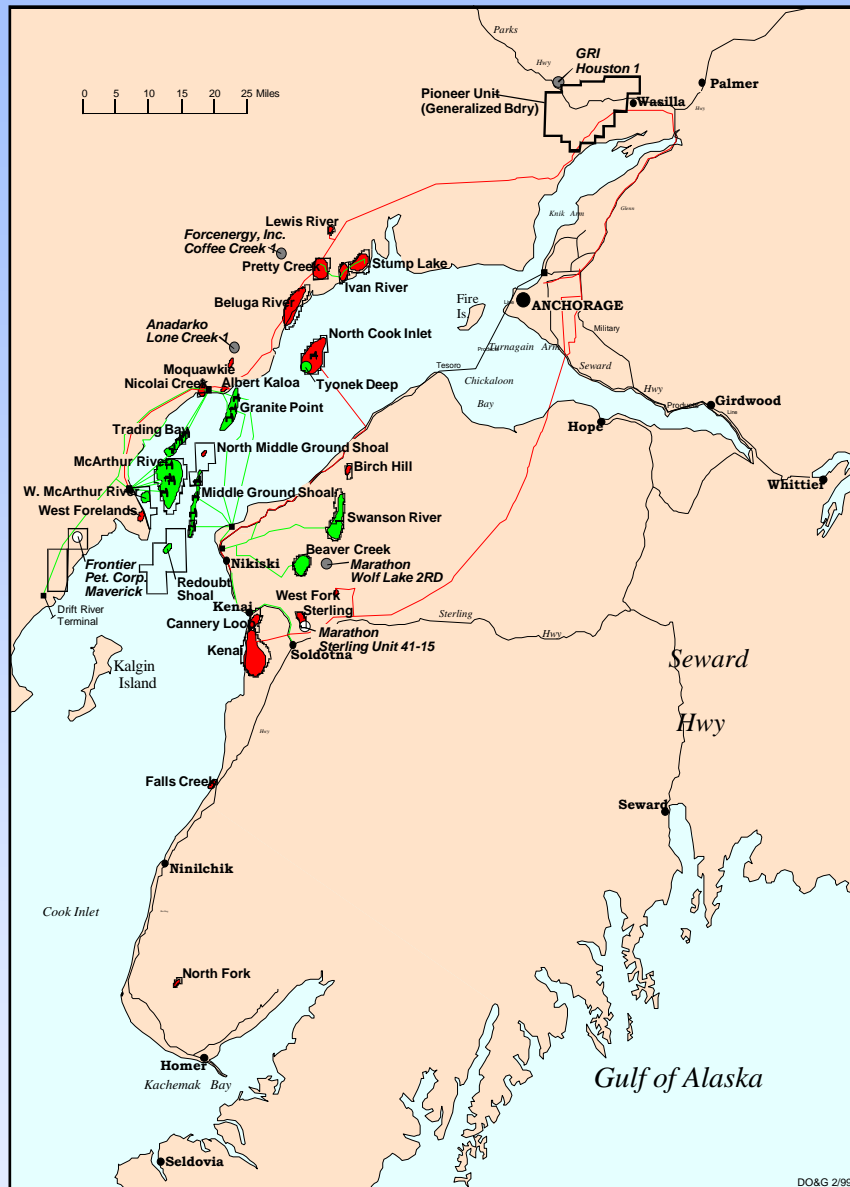 Parks
Hwy
GRI
Houston 1
Palmer
Pioneer Unit
(Generalized Bdry)
Wasilla
Hwy
0 5 10 15 20 25 Miles
Glenn
Knik Arm
Lewis River
Forcenergy, Inc.
Coffee Creek 1
Pretty Creek
Stump Lake
Ivan River
Beluga River
Fire
Is
ANCHORAGE
Line
Anadarko
Lone Creek 1
North Cook Inlet
Military
Turnagain Arm
Products
Tesoro
Seward
Moquawkie
Nicolai Creek
Albert Kaloa
Tyonek Deep
Chickaloon
Bay
Hwy
Girdwood
Products
Line
Granite Point
Hope
Trading Bay
North Middle Ground Shoal
McArthur River
Birch Hill
Whittier
W. McArthur River
Middle Ground Shoal
West Forelands
Swanson River
Beaver Creek
Nikiski
Marathon
Wolf Lake 2RD
Frontier
Pet. Corp.
Maverick
Redoubt
Shoal
West Fork
Drift River
Terminal
Kenai
Sterling
Sterling
Cannery Loop
Marathon
Sterling Unit 41-15
Hwy
Kenai
Soldotna
Kalgin
Island
Seward
Hwy
Hwy
Falls Creek
Seward
Ninilchik
Cook Inlet
North Fork
Homer
Kachemak Bay
Gulf of Alaska
Seldovia
DO&G 2/99